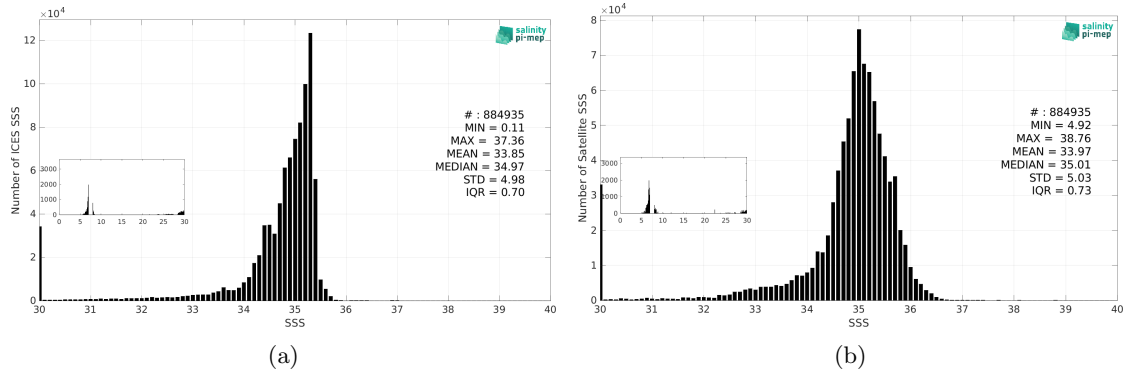 ×10⁴
12
10
8
6
4
2
0
Number of ICES SSS
salinity
pi-mep
# : 884935
MIN = 0.11
MAX = 37.36
MEAN = 33.85
MEDIAN = 34.97
STD = 4.98
IQR = 0.70
3000
2000
1000
0
0 5 10 15 20 25 30
30 31 32 33 34 35 36 37 38 39 40
SSS
(a)
×10⁴
8
7
6
5
4
3
2
1
0
Number of Satellite SSS
salinity
pi-mep
# : 884935
MIN = 4.92
MAX = 38.76
MEAN = 33.97
MEDIAN = 35.01
STD = 5.03
IQR = 0.73
3000
2000
1000
0
0 5 10 15 20 25 30
30 31 32 33 34 35 36 37 38 39 40
SSS
(b)